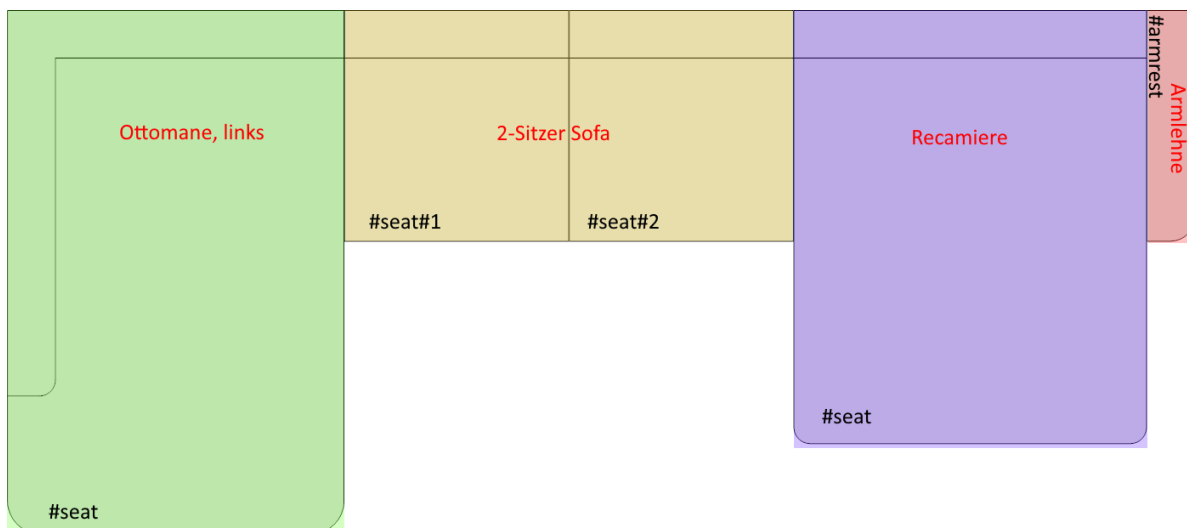 Ottomane, links
#seat
2-Sitzer Sofa
#seat#1
#seat#2
Recamiere
#seat
#armrest
Armlehne